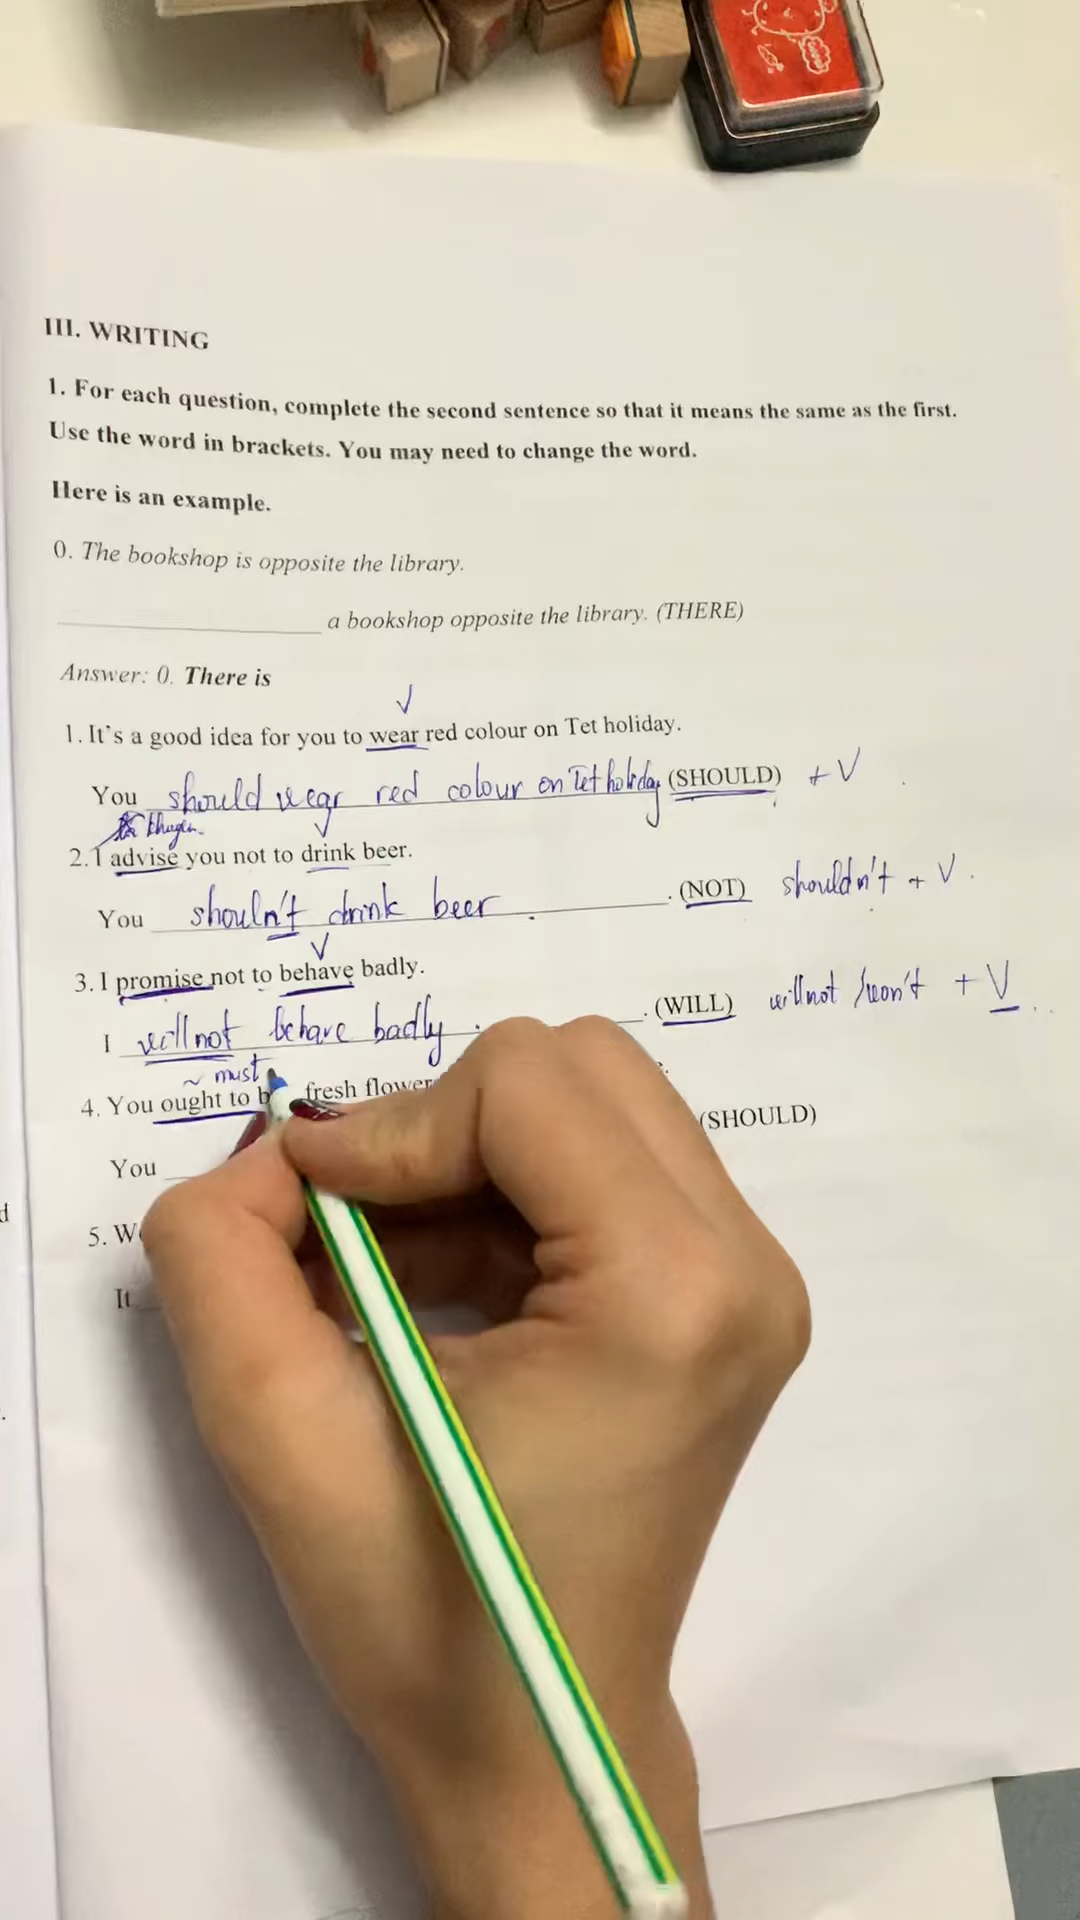 III. WRITING
1. For each question, complete the second sentence so that it means the same as the first.
Use the word in brackets. You may need to change the word.
Here is an example.
0. The bookshop is opposite the library.
a bookshop opposite the library. (THERE)
Answer: 0. There is
V
1. It's a good idea for you to wear red colour on Tet holiday.
You should wear red colour on Tet holiday (SHOULD) + V
khuyên
V
2. I advise you not to drink beer.
You shouln't drink beer . (NOT) shouldn't + V
V
3. I promise not to behave badly.
I will not behave badly . (WILL) will not / won't + V
~ must
4. You ought to b fresh flower
You (SHOULD)
5. W
It
d